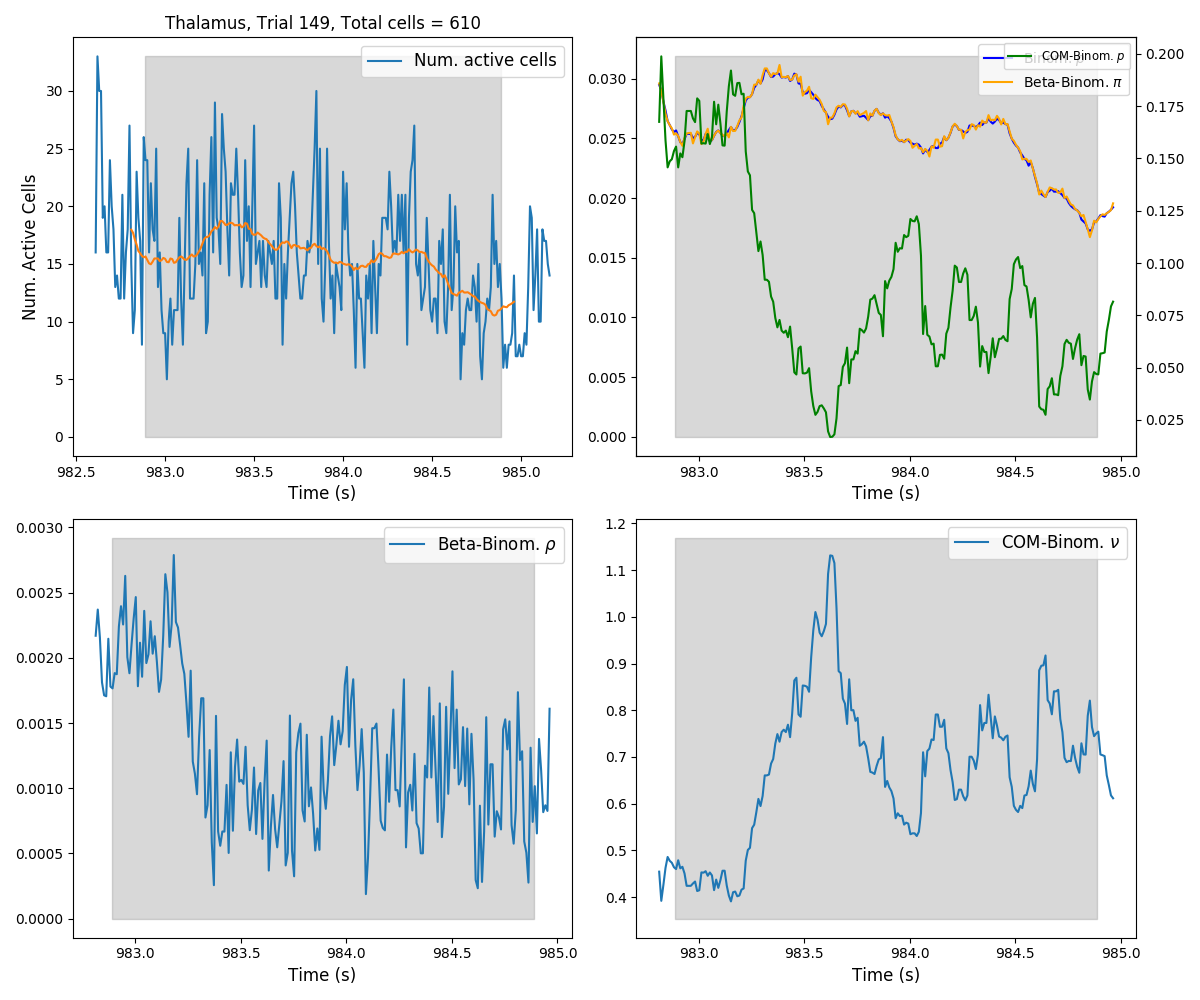 Thalamus, Trial 149, Total cells = 610
Num. active cells
Num. Active Cells
30
25
20
15
10
5
0
982.5 983.0 983.5 984.0 984.5 985.0
Time (s)
COM-Binom. p
Beta-Binom. π
0.030
0.025
0.020
0.015
0.010
0.005
0.000
0.200
0.175
0.150
0.125
0.100
0.075
0.050
0.025
983.0 983.5 984.0 984.5 985.0
Time (s)
Beta-Binom. ρ
0.0030
0.0025
0.0020
0.0015
0.0010
0.0005
0.0000
983.0 983.5 984.0 984.5 985.0
Time (s)
COM-Binom. ν
1.2
1.1
1.0
0.9
0.8
0.7
0.6
0.5
0.4
983.0 983.5 984.0 984.5 985.0
Time (s)